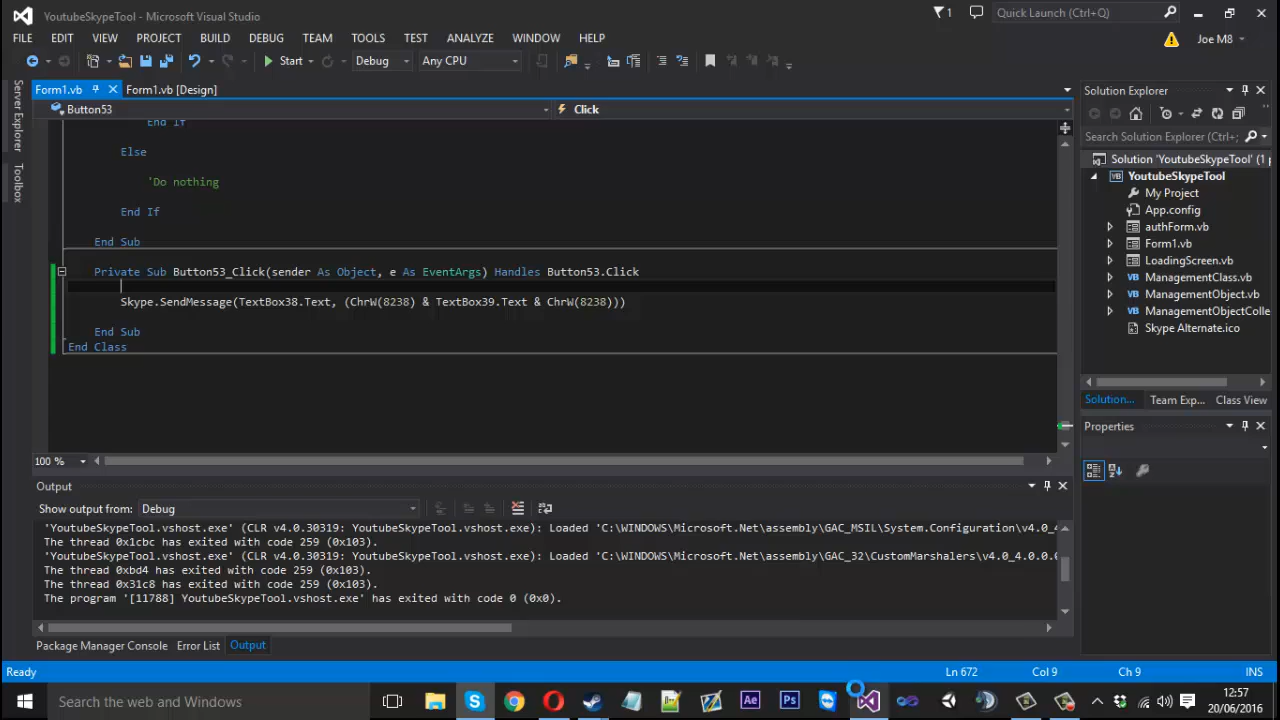 YoutubeSkypeTool - Microsoft Visual Studio
1
Quick Launch (Ctrl+Q)
FILE EDIT VIEW PROJECT BUILD DEBUG TEAM TOOLS TEST ANALYZE WINDOW HELP
Joe M8
Start Debug Any CPU
Form1.vb Form1.vb [Design]
Button53 Click
Server Explorer
Toolbox
End If
Else
'Do nothing
End If
End Sub
Private Sub Button53_Click(sender As Object, e As EventArgs) Handles Button53.Click
Skype.SendMessage(TextBox38.Text, (ChrW(8238) & TextBox39.Text & ChrW(8238)))
End Sub
End Class
100 %
Solution Explorer
Search Solution Explorer (Ctrl+;
Solution 'YoutubeSkypeTool' (1 p
YoutubeSkypeTool
My Project
App.config
authForm.vb
Form1.vb
LoadingScreen.vb
ManagementClass.vb
ManagementObject.vb
ManagementObjectColle
Skype Alternate.ico
Solution... Team Exp... Class View
Properties
Output
Show output from: Debug
'YoutubeSkypeTool.vshost.exe' (CLR v4.0.30319: YoutubeSkypeTool.vshost.exe): Loaded 'C:\WINDOWS\Microsoft.Net\assembly\GAC_MSIL\System.Configuration\v4.0_4
The thread 0x1cbc has exited with code 259 (0x103).
'YoutubeSkypeTool.vshost.exe' (CLR v4.0.30319: YoutubeSkypeTool.vshost.exe): Loaded 'C:\WINDOWS\Microsoft.Net\assembly\GAC_32\CustomMarshalers\v4.0_4.0.0.0
The thread 0xbd4 has exited with code 259 (0x103).
The thread 0x31c8 has exited with code 259 (0x103).
The program '[11788] YoutubeSkypeTool.vshost.exe' has exited with code 0 (0x0).
Package Manager Console Error List Output
Ready Ln 672 Col 9 Ch 9 INS
Search the web and Windows
Ae
Ps
12:57
20/06/2016